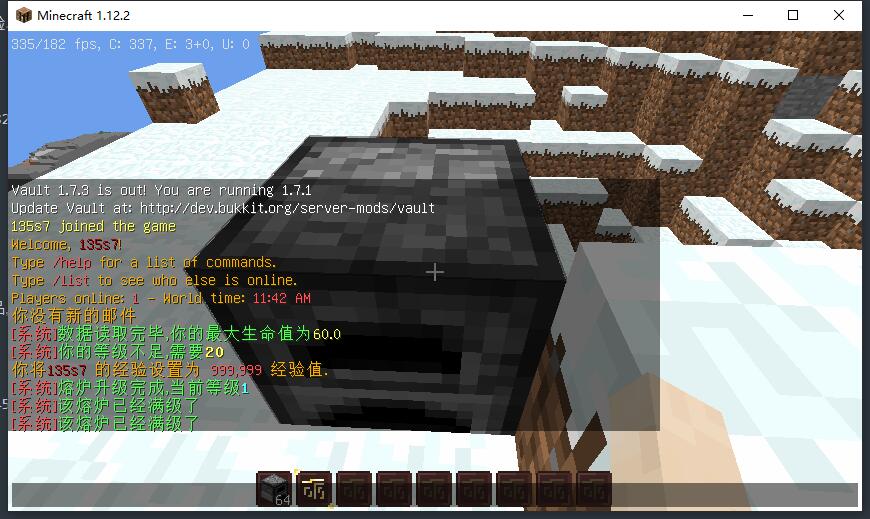 Minecraft 1.12.2
335/182 fps, C: 337, E: 3+0, U: 0
Vault 1.7.3 is out! You are running 1.7.1
Update Vault at: http://dev.bukkit.org/server-mods/vault
135s7 joined the game
Welcome, 135s7!
Type /help for a list of commands.
Type /list to see who else is online.
Players online: 1 - World time: 11:42 AM
你没有新的邮件
[系统]数据读取完毕,你的最大生命值为60.0
[系统]你的等级不足,需要20
你将135s7 的经验设置为 999,999 经验值.
[系统]熔炉升级完成,当前等级1
[系统]该熔炉已经满级了
[系统]该熔炉已经满级了
64